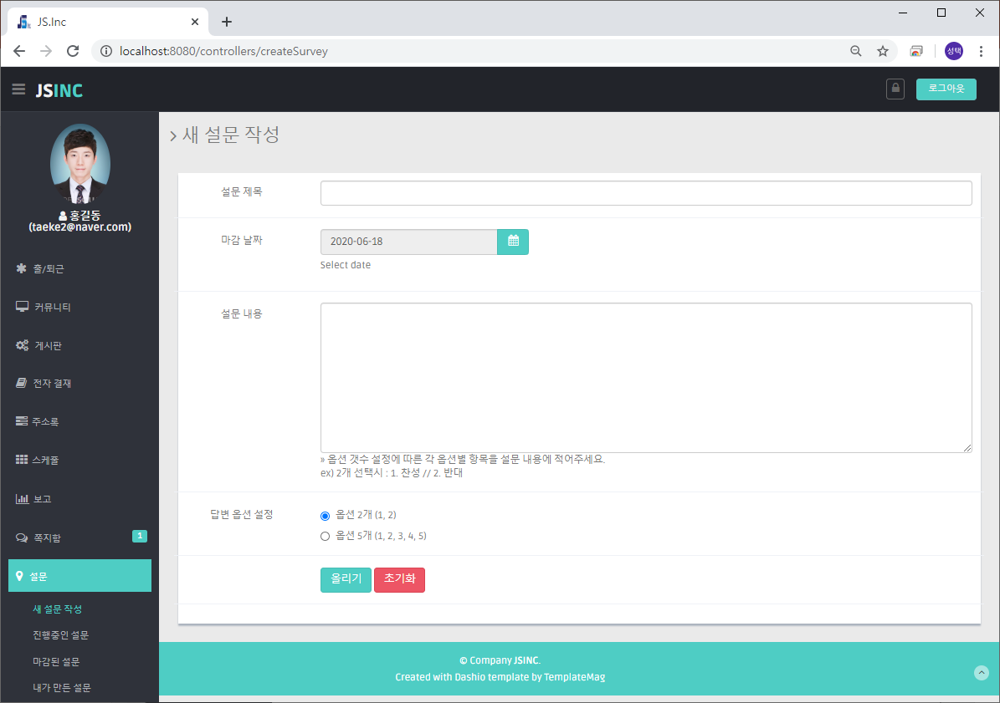 JS.Inc
localhost:8080/controllers/createSurvey
성택
JSINC
로그아웃
홍길동
(taeke2@naver.com)
출/퇴근
커뮤니티
게시판
전자 결재
주소록
스케줄
보고
쪽지함
1
설문
새 설문 작성
진행중인 설문
마감된 설문
내가 만든 설문
새 설문 작성
설문 제목
마감 날짜
2020-06-18
Select date
설문 내용
» 옵션 갯수 설정에 따른 각 옵션별 항목을 설문 내용에 적어주세요.
ex) 2개 선택시 : 1. 찬성 // 2. 반대
답변 옵션 설정
옵션 2개 (1, 2)
옵션 5개 (1, 2, 3, 4, 5)
올리기
초기화
© Company JSINC.
Created with Dashio template by TemplateMag